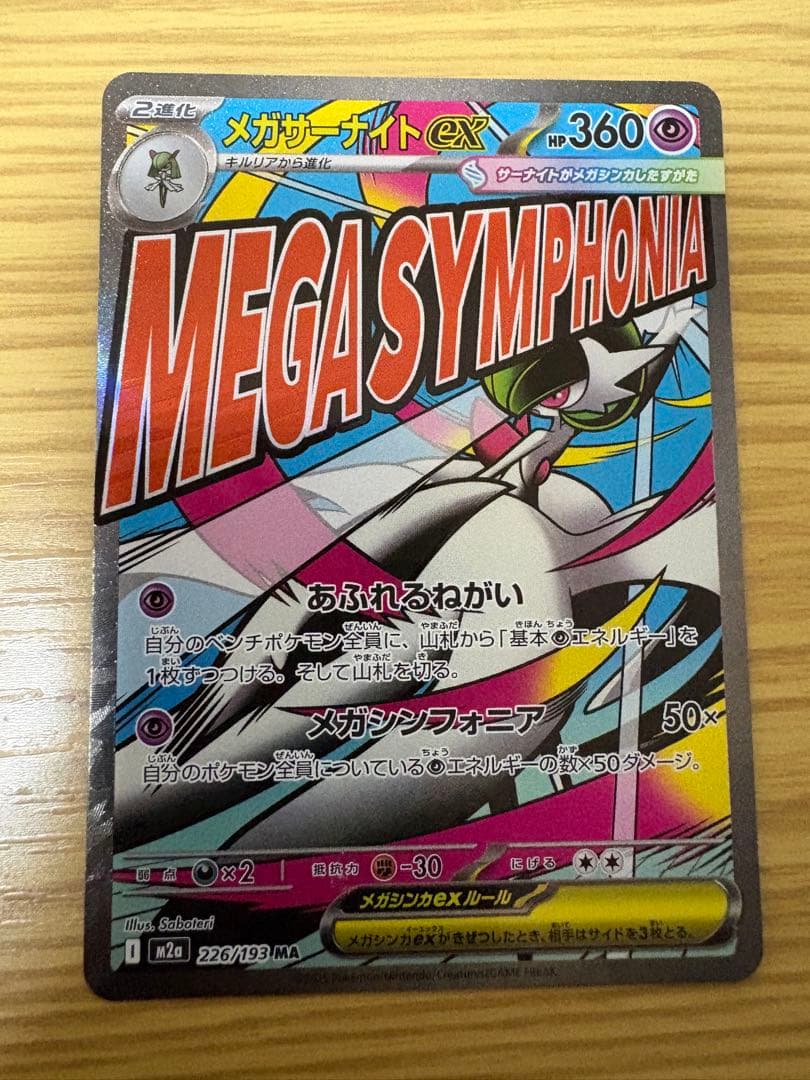 2進化
メガサーナイトex
HP360
キルリアから進化
サーナイトがメガシンカしたすがた
MEGA SYMPHONIA
あふれるねがい
自分のベンチポケモン全員に、山札から「基本エネルギー」を
1枚ずつつける。そして山札を切る。
メガシンフォニア 50×
自分のポケモン全員についているエネルギーの数×50ダメージ。
弱点 ×2 抵抗力 -30 にげる
メガシンカexルール
メガシンカexがきぜつしたとき、相手はサイドを3枚とる。
Illus. Saboteri
I m2a 226/193 MA
©2025 Pokémon/Nintendo/Creatures/GAME FREAK